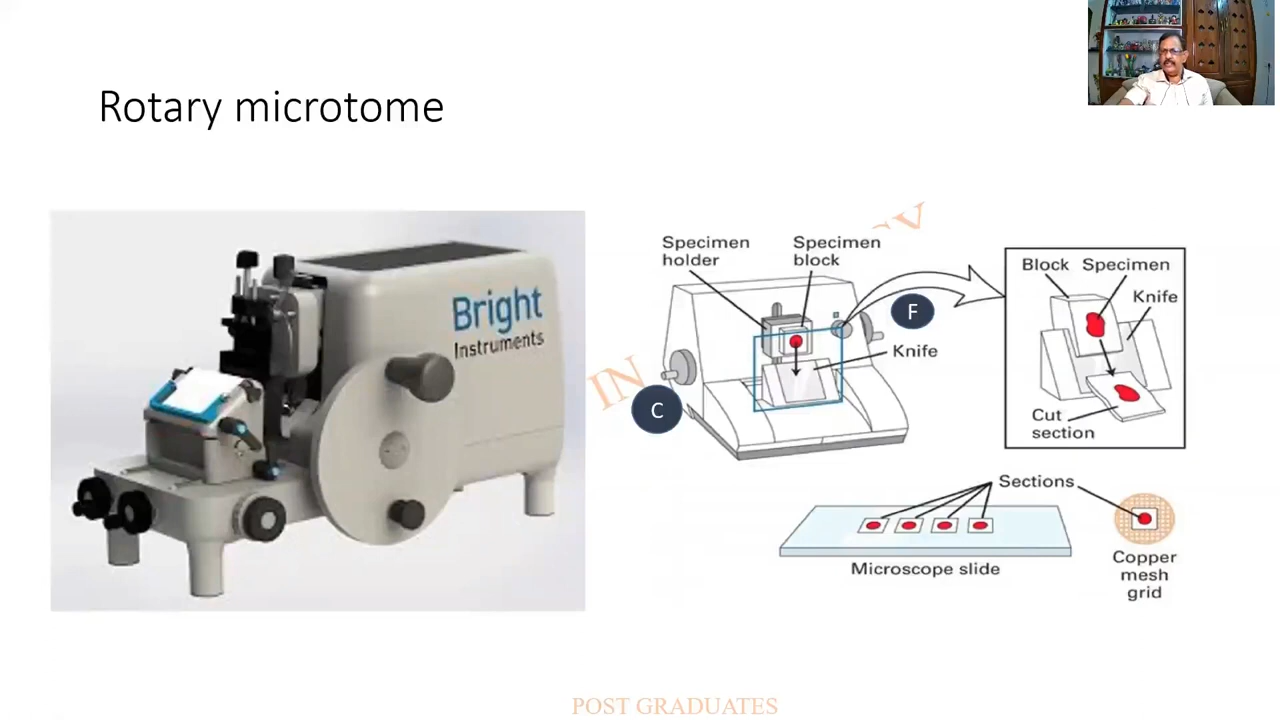 Rotary microtome
Bright
Instruments
IN
Specimen
holder
Specimen
block
F
Knife
C
Block Specimen
Knife
Cut
section
Sections
Microscope slide
Copper
mesh
grid
POST GRADUATES